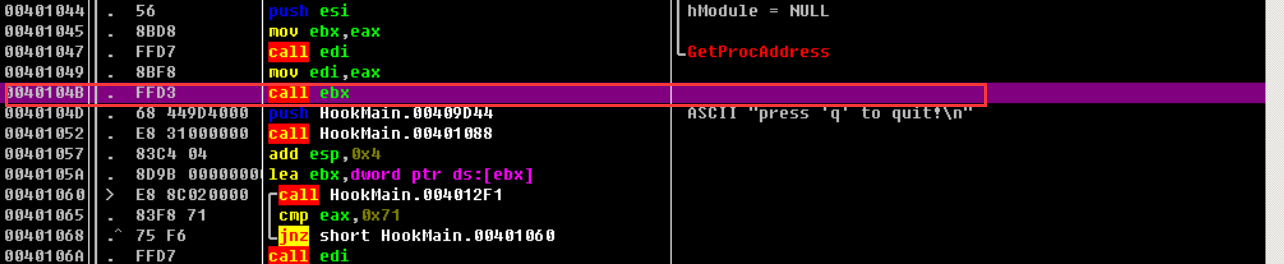 00401044 . 56 push esi hModule = NULL
00401045 . 8BD8 mov ebx,eax
00401047 . FFD7 call edi GetProcAddress
00401049 . 8BF8 mov edi,eax
0040104B . FFD3 call ebx
0040104D . 68 449D4000 push HookMain.00409D44 ASCII "press 'q' to quit!\n"
00401052 . E8 31000000 call HookMain.00401088
00401057 . 83C4 04 add esp,0x4
0040105A . 8D9B 00000000 lea ebx,dword ptr ds:[ebx]
00401060 > E8 8C020000 call HookMain.004012F1
00401065 . 83F8 71 cmp eax,0x71
00401068 .^ 75 F6 jnz short HookMain.00401060
0040106A . FFD7 call edi